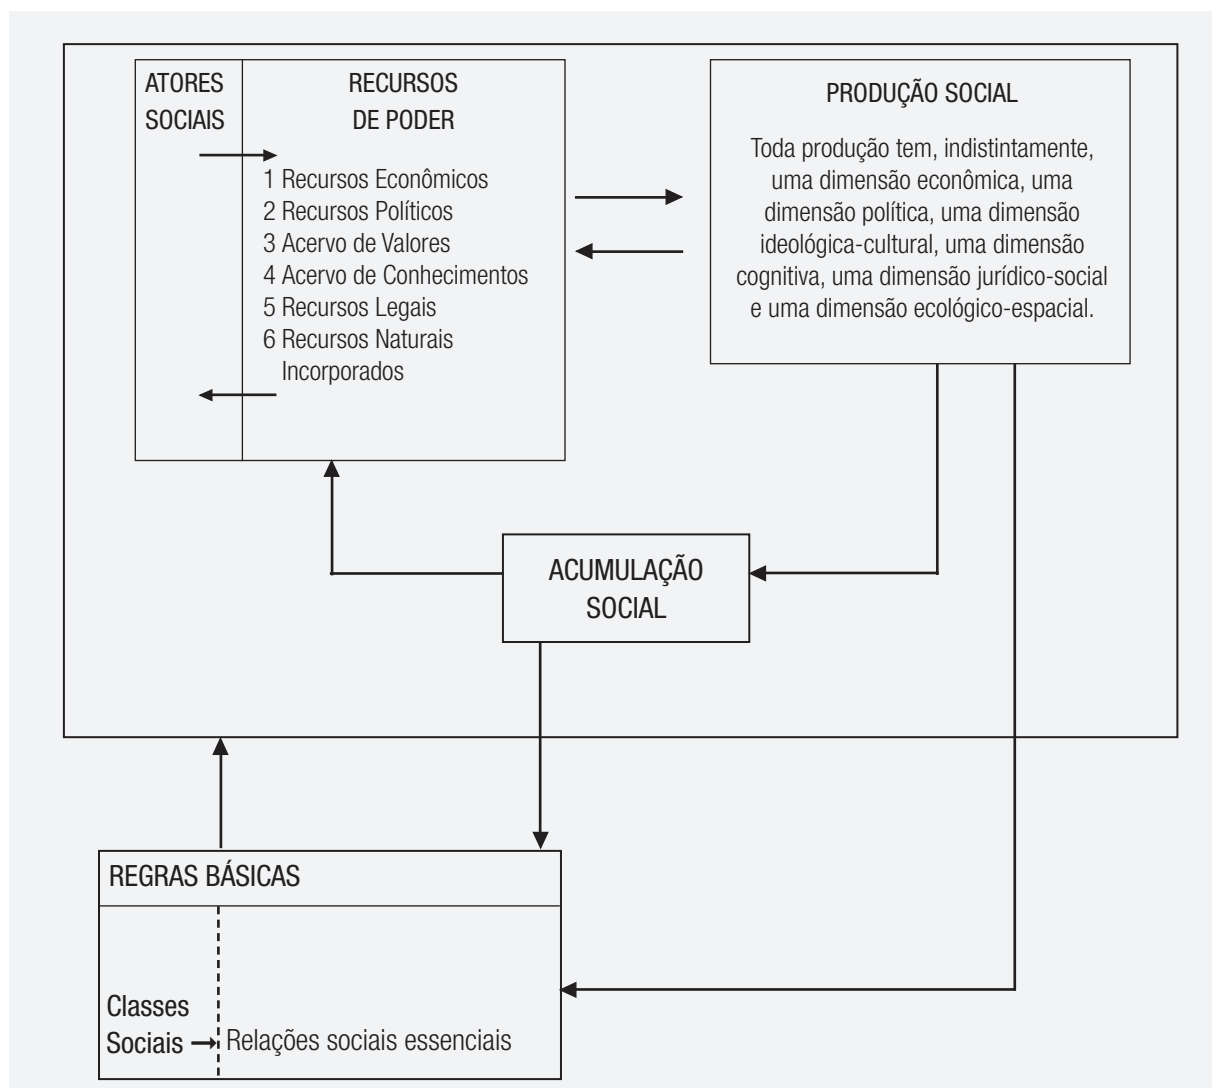 ATORES
SOCIAIS
RECURSOS
DE PODER
1 Recursos Econômicos
2 Recursos Políticos
3 Acervo de Valores
4 Acervo de Conhecimentos
5 Recursos Legais
6 Recursos Naturais
Incorporados
PRODUÇÃO SOCIAL
Toda produção tem, indistintamente,
uma dimensão econômica, uma
dimensão política, uma dimensão
ideológica-cultural, uma dimensão
cognitiva, uma dimensão jurídico-social
e uma dimensão ecológico-espacial.
ACUMULAÇÃO
SOCIAL
REGRAS BÁSICAS
Classes
Sociais
Relações sociais essenciais